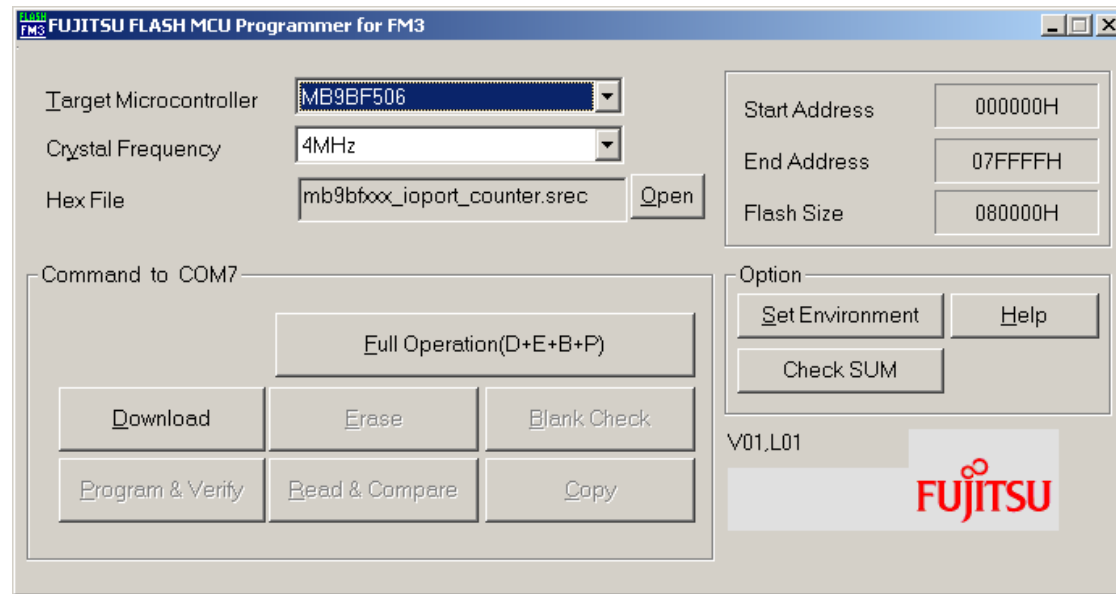 FLASH
FM3
FUJITSU FLASH MCU Programmer for FM3
Target Microcontroller
MB9BF506
Crystal Frequency
4MHz
Hex File
mb9bfxxx_ioport_counter.srec
Open
Start Address
000000H
End Address
07FFFFH
Flash Size
080000H
Command to COM7
Full Operation(D+E+B+P)
Download
Erase
Blank Check
Program & Verify
Read & Compare
Copy
Option
Set Environment
Help
Check SUM
V01,L01
FUJITSU